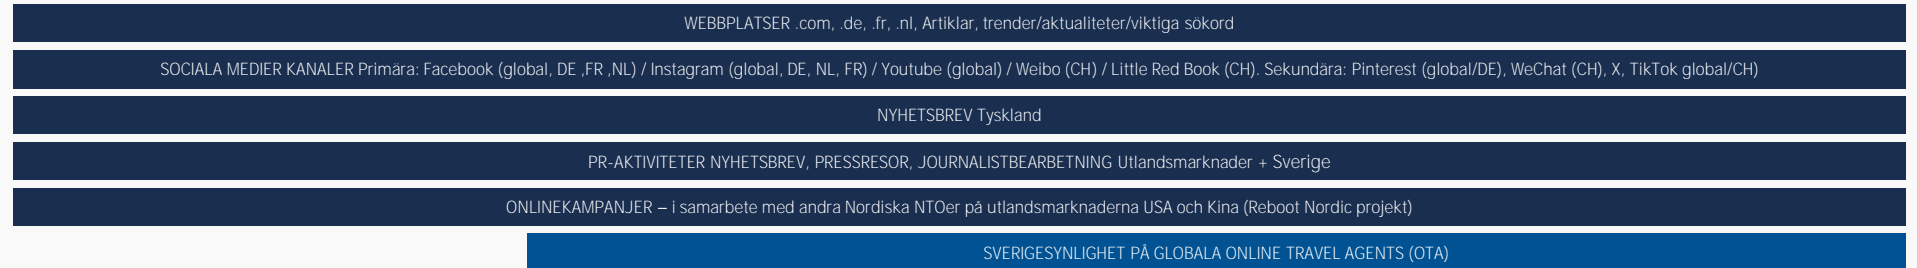 WEBBPLATSER .com, .de, .fr, .nl, Artiklar, trender/aktualiteter/viktiga sökord
SOCIALA MEDIER KANALER Primära: Facebook (global, DE ,FR ,NL) / Instagram (global, DE, NL, FR) / Youtube (global) / Weibo (CH) / Little Red Book (CH). Sekundära: Pinterest (global/DE), WeChat (CH), X, TikTok global/CH)
NYHETSBREV Tyskland
PR-AKTIVITETER NYHETSBREV, PRESSRESOR, JOURNALISTBEARBETNING Utlandsmarknader + Sverige
ONLINEKAMPANJER – i samarbete med andra Nordiska NTOer på utlandsmarknaderna USA och Kina (Reboot Nordic projekt)
SVERIGESYNLIGHET PÅ GLOBALA ONLINE TRAVEL AGENTS (OTA)